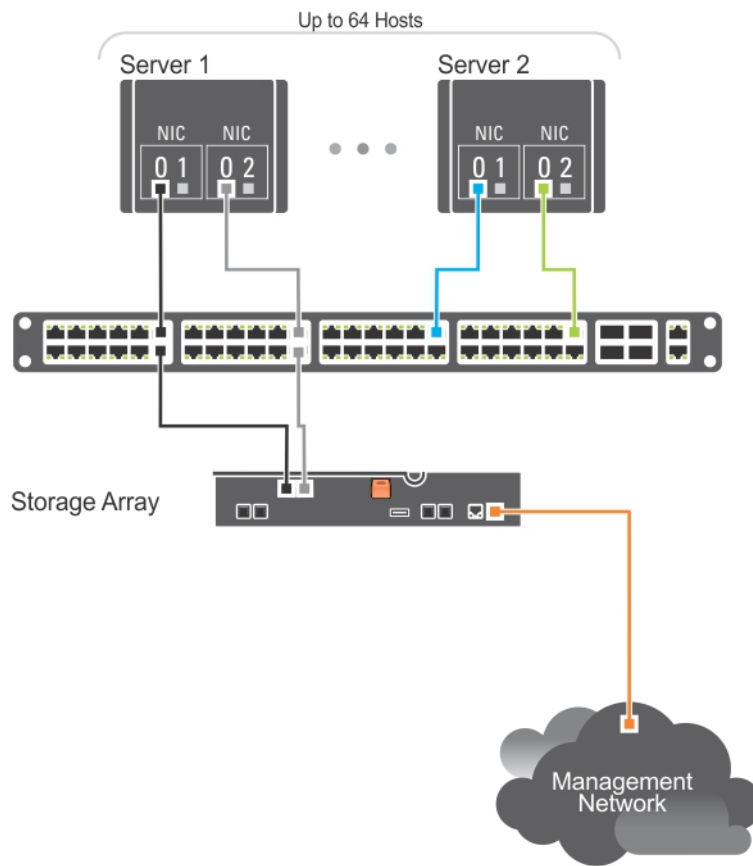 Up to 64 Hosts
Server 1
Server 2
NIC NIC
0 1 0 2
NIC NIC
0 1 0 2
Storage Array
Management
Network